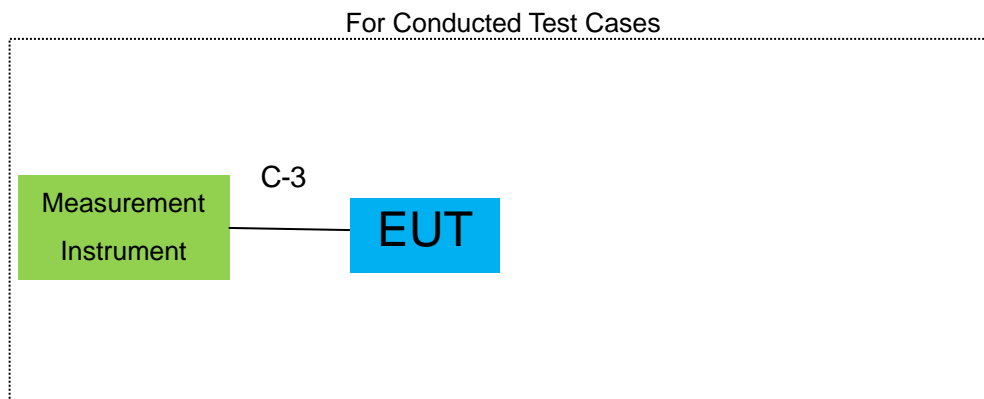 For Conducted Test Cases
C-3
Measurement
Instrument
EUT